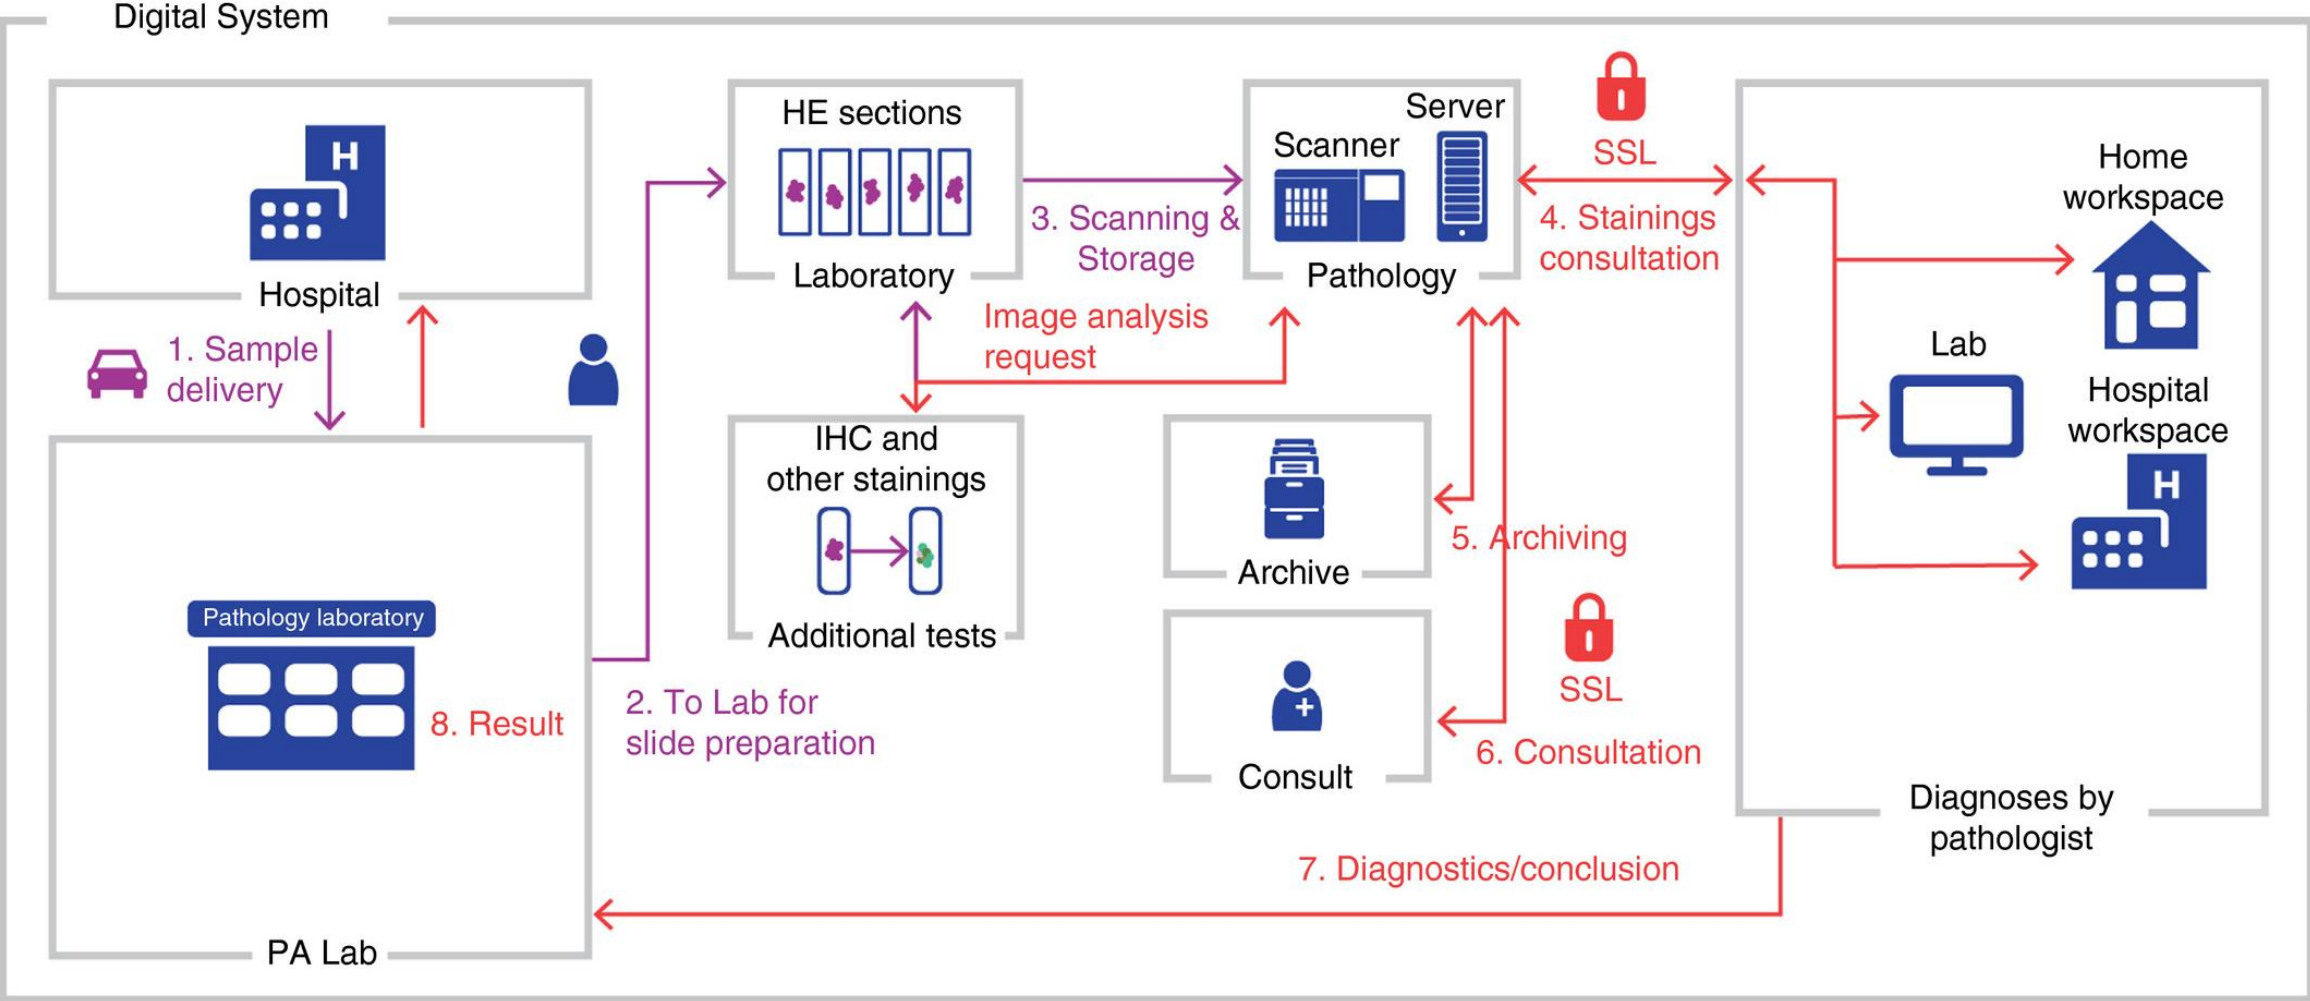 Digital System
H
Hospital
1. Sample
delivery
Pathology laboratory
8. Result
PA Lab
2. To Lab for
slide preparation
HE sections
Laboratory
3. Scanning &
Storage
Image analysis
request
IHC and
other stainings
Additional tests
Server
Scanner
Pathology
SSL
4. Stainings
consultation
Archive
5. Archiving
Consult
SSL
6. Consultation
7. Diagnostics/conclusion
Home
workspace
Lab
Hospital
workspace
H
Diagnoses by
pathologist